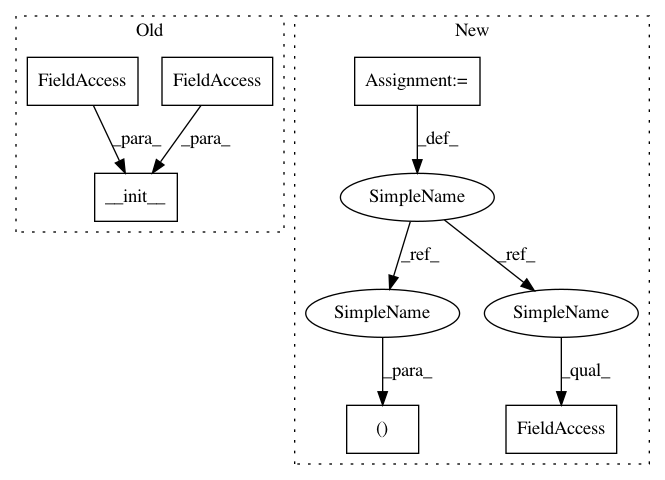 Old
New
FieldAccess
FieldAccess
Assignment:=
_para_
_para_
_def_
__init__
SimpleName
_ref_
_ref_
SimpleName
SimpleName
_para_
_qual_
()
FieldAccess